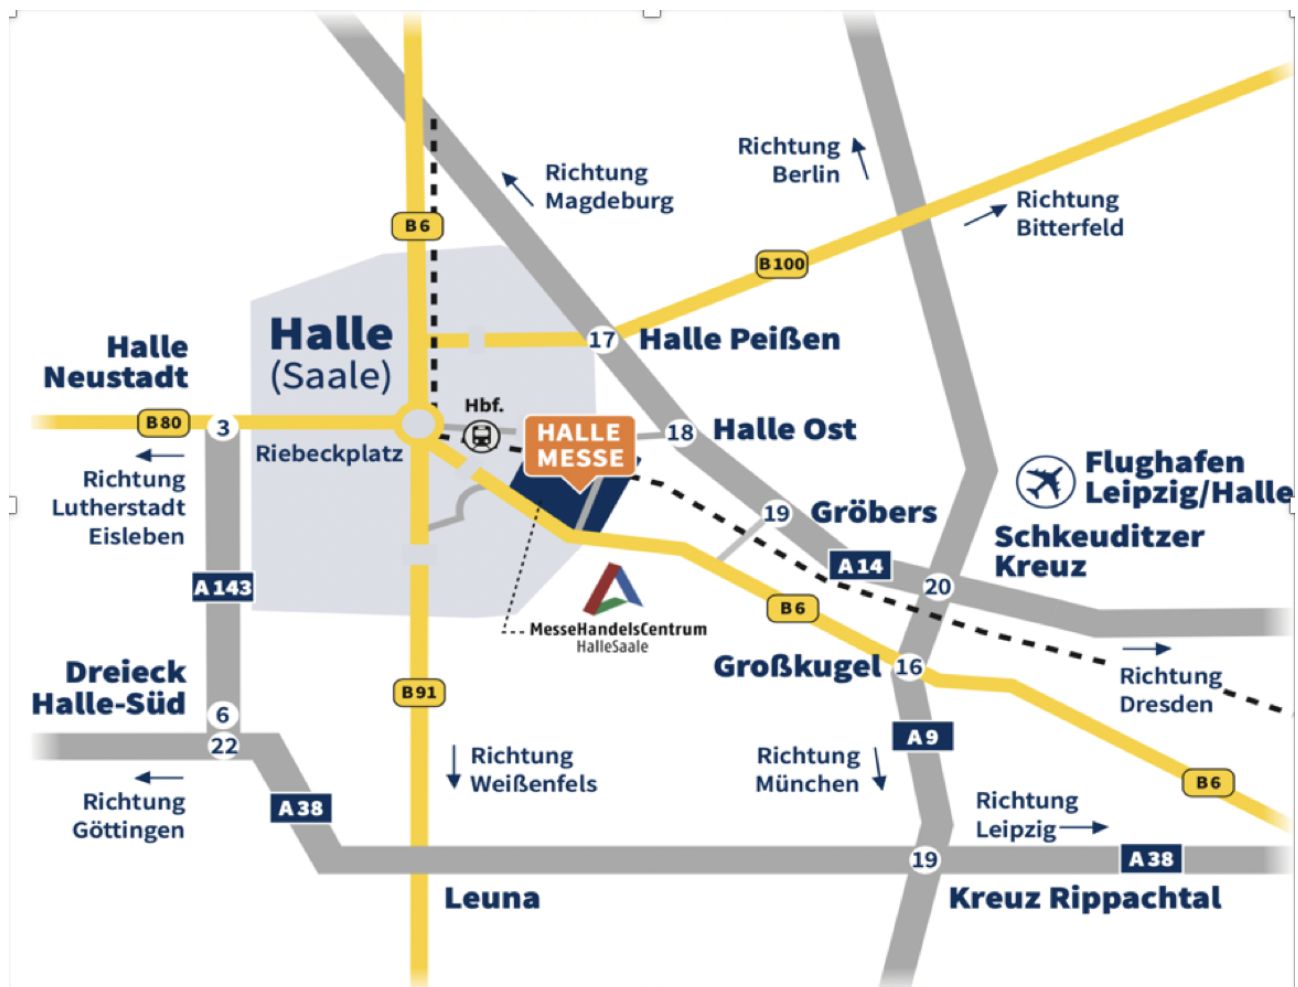 Richtung
Magdeburg
Richtung
Berlin
Richtung
Bitterfeld
B6
B100
Halle
(Saale)
17
Halle Peißen
Halle
Neustadt
Hbf.
B80
3
Riebeckplatz
HALLE
MESSE
18
Halle Ost
Richtung
Lutherstadt
Eisleben
Flughafen
Leipzig/Halle
19
Gröbers
Schkeuditzer
Kreuz
A14
A143
20
B6
MesseHandelsCentrum
HalleSaale
Großkugel
16
Dreieck
Halle-Süd
B91
Richtung
Dresden
6
22
A9
Richtung
Weißenfels
Richtung
München
B6
Richtung
Göttingen
A38
Richtung
Leipzig
19
A38
Leuna
Kreuz Rippachtal